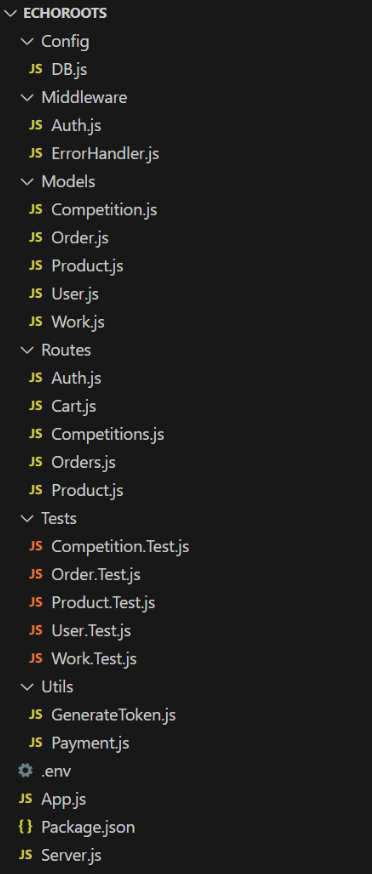 ECHOROOTS
Config
JS DB.js
Middleware
JS Auth.js
JS ErrorHandler.js
Models
JS Competition.js
JS Order.js
JS Product.js
JS User.js
JS Work.js
Routes
JS Auth.js
JS Cart.js
JS Competitions.js
JS Orders.js
JS Product.js
Tests
JS Competition.Test.js
JS Order.Test.js
JS Product.Test.js
JS User.Test.js
JS Work.Test.js
Utils
JS GenerateToken.js
JS Payment.js
.env
JS App.js
{} Package.json
JS Server.js